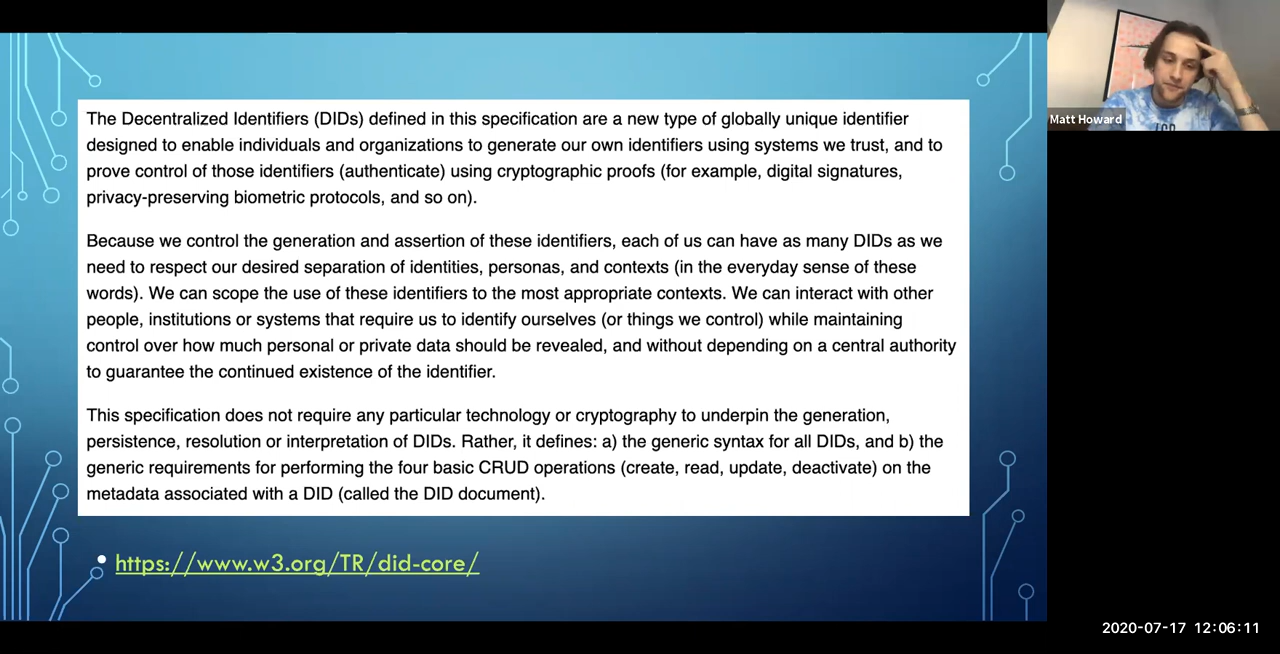 The Decentralized Identifiers (DIDs) defined in this specification are a new type of globally unique identifier
designed to enable individuals and organizations to generate our own identifiers using systems we trust, and to
prove control of those identifiers (authenticate) using cryptographic proofs (for example, digital signatures,
privacy-preserving biometric protocols, and so on).
Because we control the generation and assertion of these identifiers, each of us can have as many DIDs as we
need to respect our desired separation of identities, personas, and contexts (in the everyday sense of these
words). We can scope the use of these identifiers to the most appropriate contexts. We can interact with other
people, institutions or systems that require us to identify ourselves (or things we control) while maintaining
control over how much personal or private data should be revealed, and without depending on a central authority
to guarantee the continued existence of the identifier.
This specification does not require any particular technology or cryptography to underpin the generation,
persistence, resolution or interpretation of DIDs. Rather, it defines: a) the generic syntax for all DIDs, and b) the
generic requirements for performing the four basic CRUD operations (create, read, update, deactivate) on the
metadata associated with a DID (called the DID document).
• https://www.w3.org/TR/did-core/
Matt Howard
2020-07-17 12:06:11